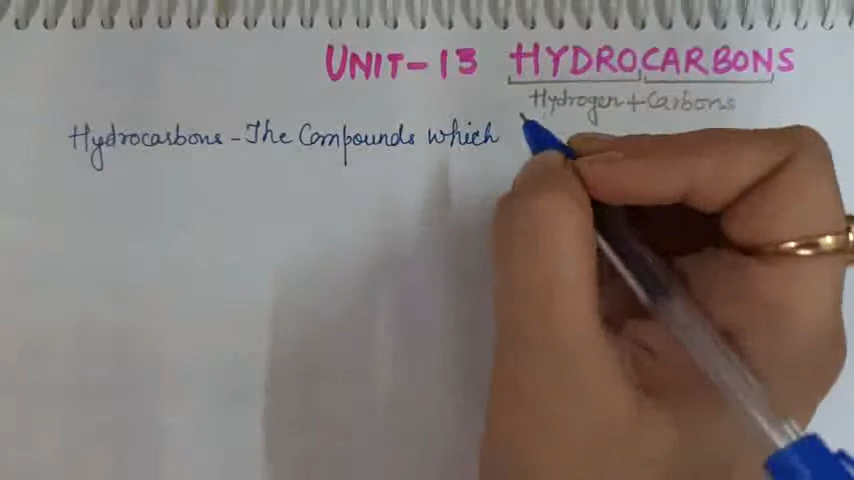 UNIT-13 HYDROCARBONS
Hydrogen+Carbons
Hydrocarbons - The Compounds which